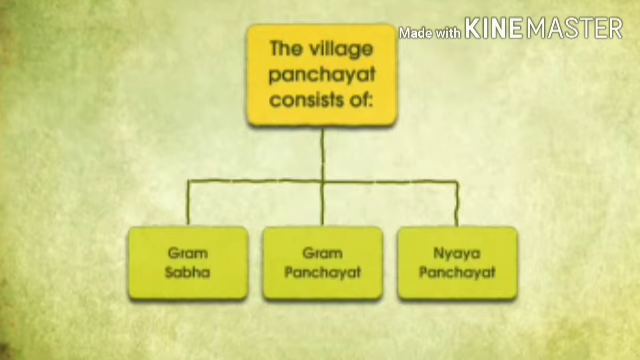 Made with KINEMASTER
The village
panchayat
consists of:
Gram
Sabha
Gram
Panchayat
Nyaya
Panchayat